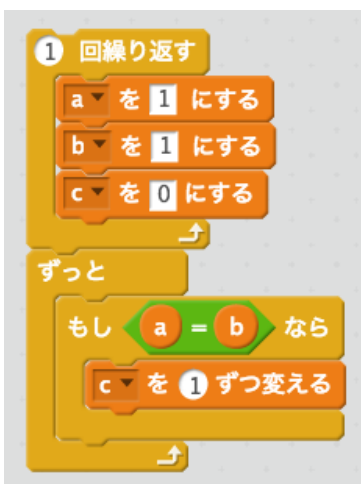 1 回繰り返す
a を 1 にする
b を 1 にする
c を 0 にする
ずっと
もし a = b なら
c を 1 ずつ変える